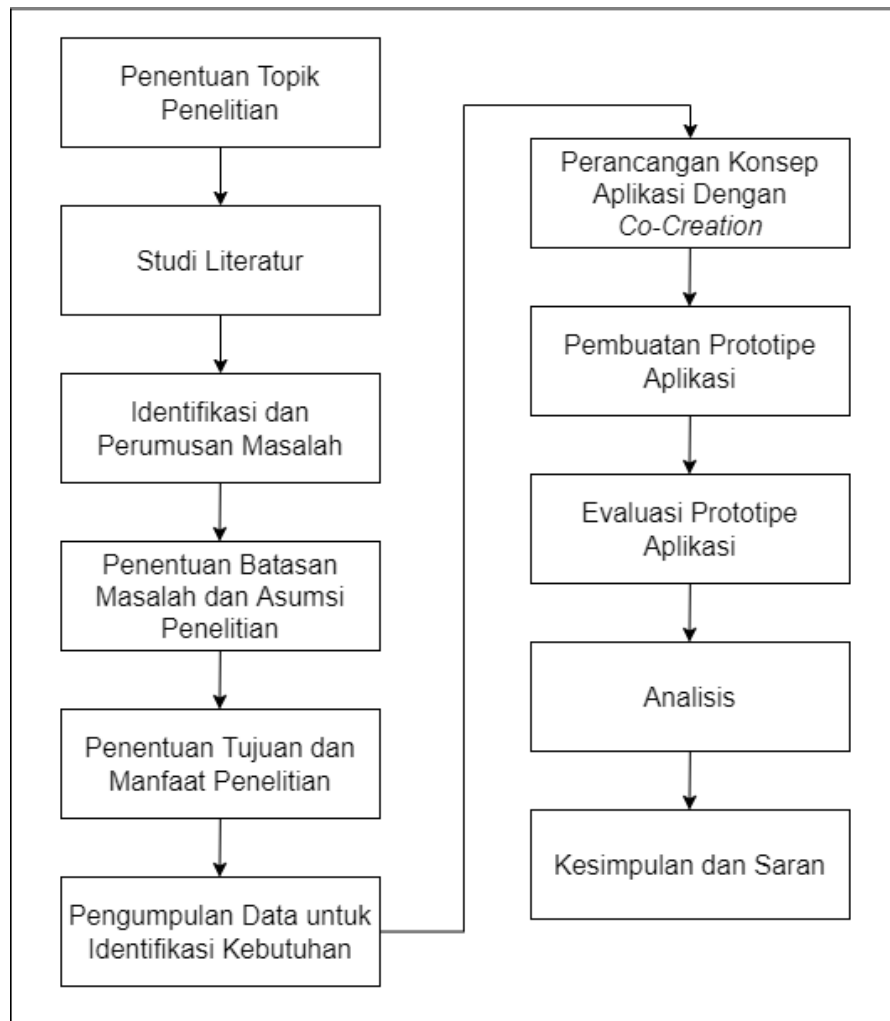 Penentuan Topik
Penelitian
Studi Literatur
Identifikasi dan
Perumusan Masalah
Penentuan Batasan
Masalah dan Asumsi
Penelitian
Penentuan Tujuan dan
Manfaat Penelitian
Pengumpulan Data untuk
Identifikasi Kebutuhan
Perancangan Konsep
Aplikasi Dengan
Co-Creation
Pembuatan Prototipe
Aplikasi
Evaluasi Prototipe
Aplikasi
Analisis
Kesimpulan dan Saran